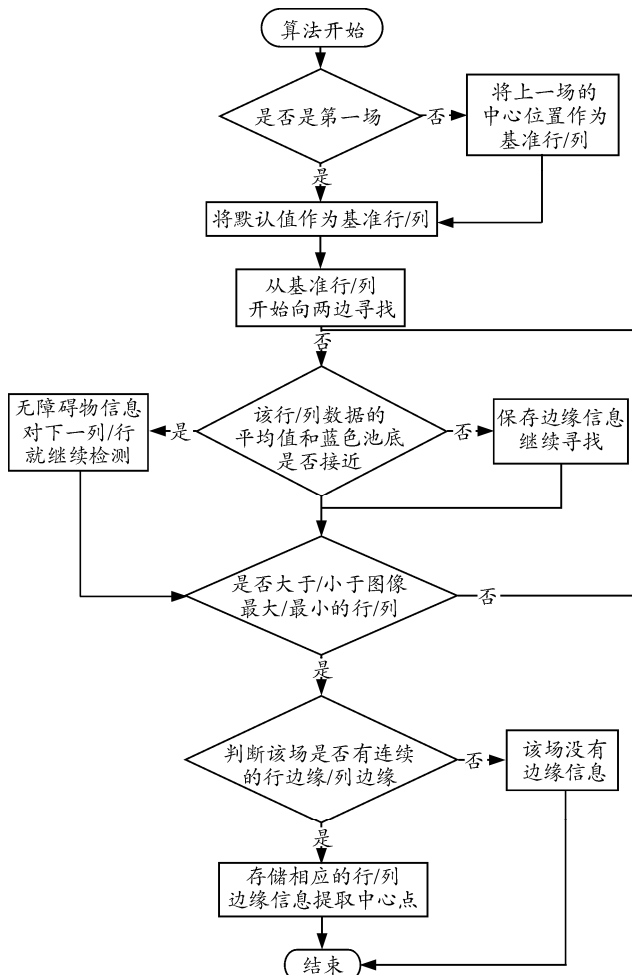 算法开始
是否是第一场
否
将上一场的
中心位置作为
基准行/列
是
将默认值作为基准行/列
从基准行/列
开始向两边寻找
否
无障碍物信息
对下一列/行
就继续检测
是
该行/列数据的
平均值和蓝色池底
是否接近
否
保存边缘信息
继续寻找
是否大于/小于图像
最大/最小的行/列
否
是
判断该场是否有连续
的行边缘/列边缘
否
该场没有
边缘信息
是
存储相应的行/列
边缘信息提取中心点
结束